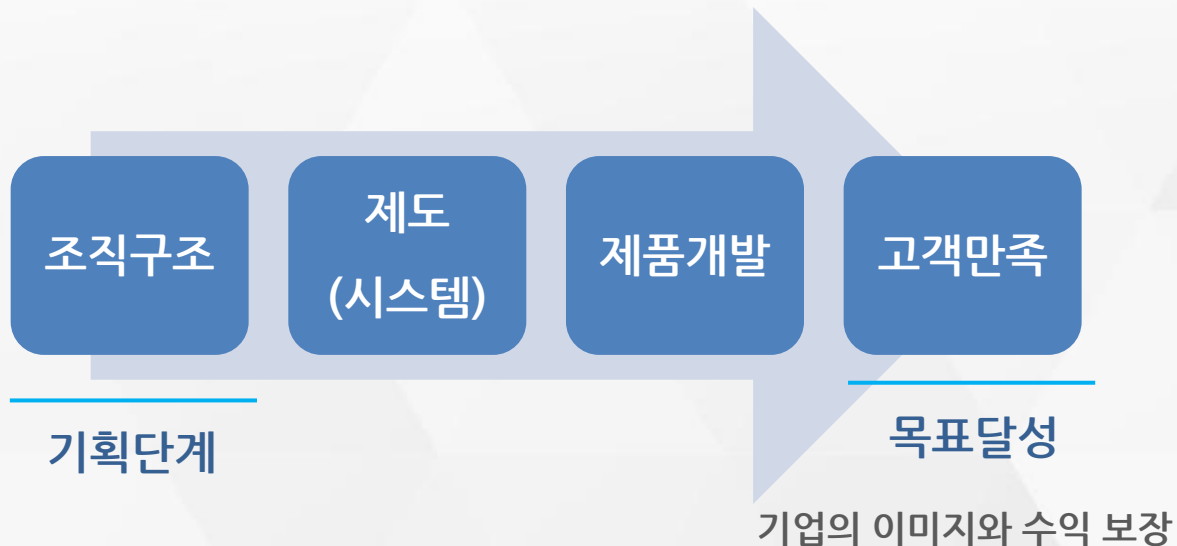 조직구조
제도
(시스템)
제품개발
고객만족
기획단계
목표달성
기업의 이미지와 수익 보장